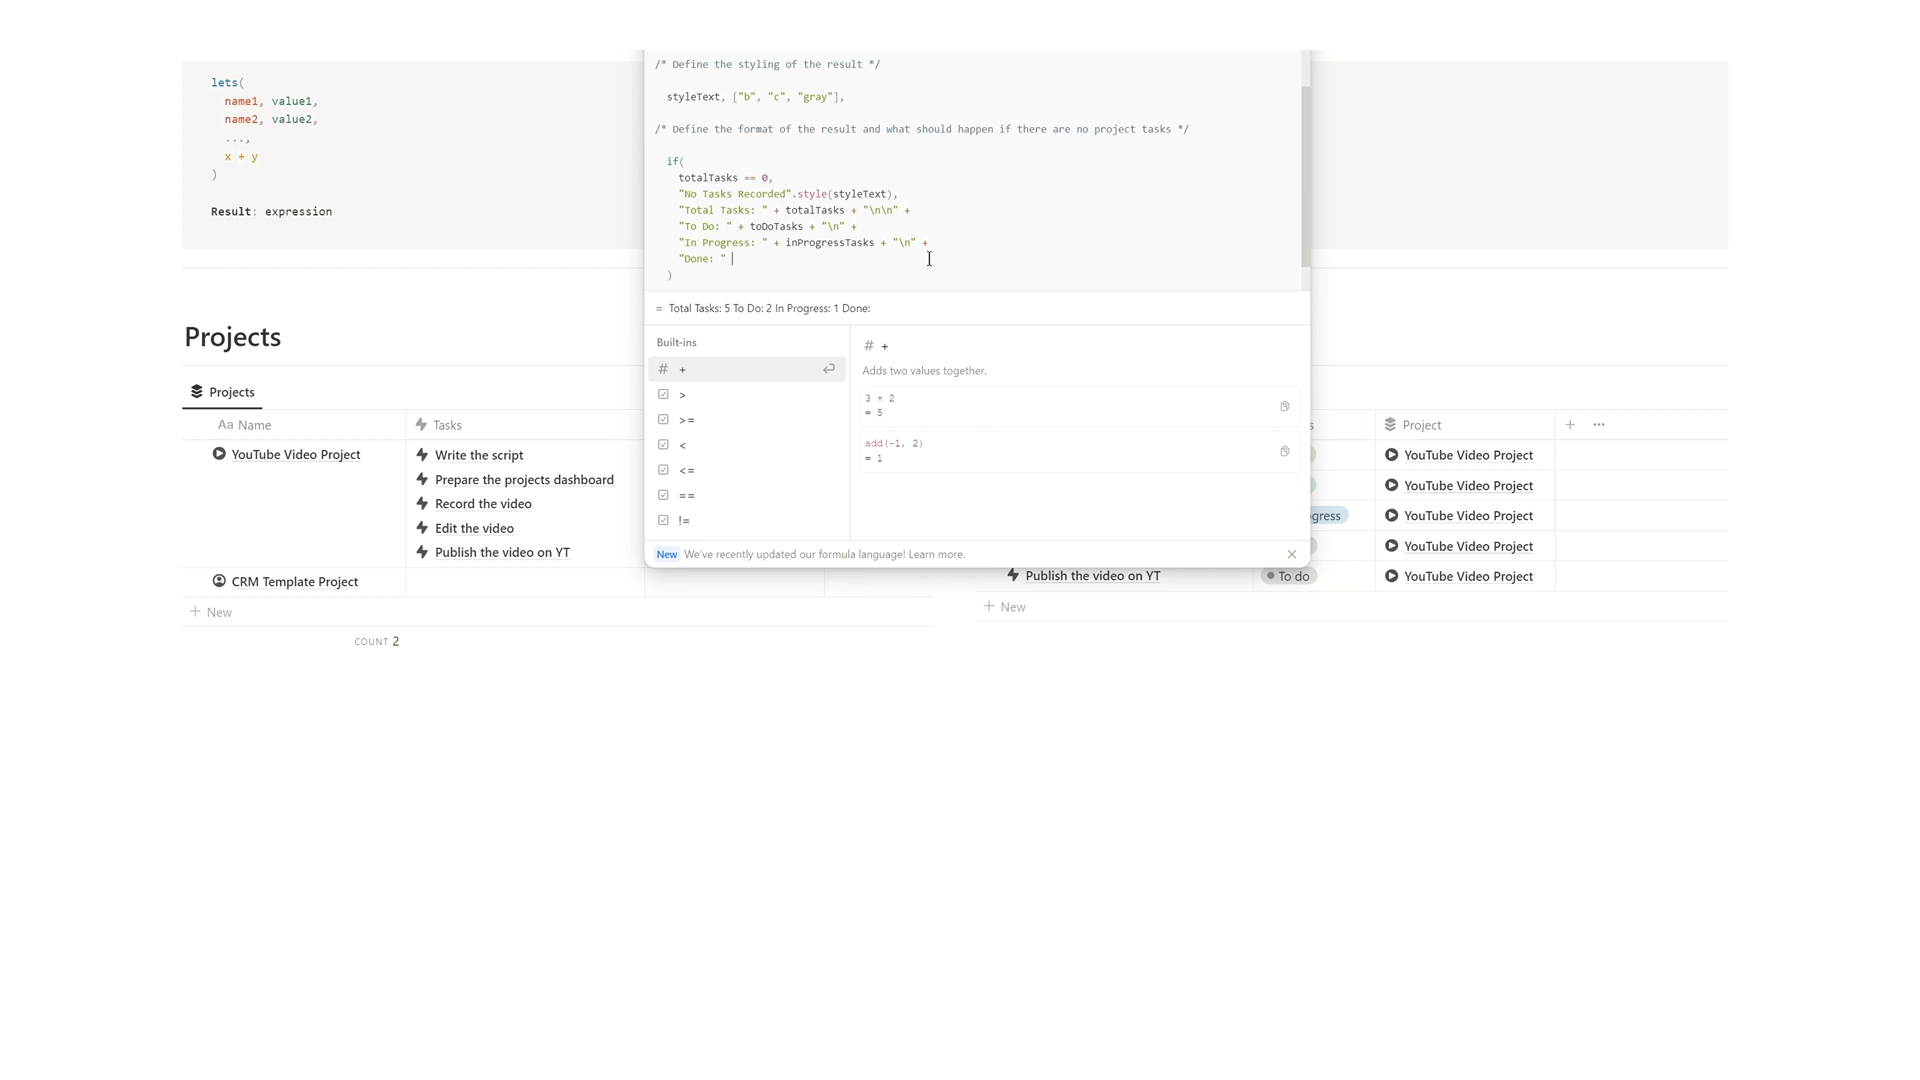 lets(
name1, value1,
name2, value2,
...,
x + y
)
Result: expression
/* Define the styling of the result */
styleText, ["b", "c", "gray"],
/* Define the format of the result and what should happen if there are no project tasks */
if(
totalTasks == 0,
"No Tasks Recorded".style(styleText),
"Total Tasks: " + totalTasks + "\n\n" +
"To Do: " + toDoTasks + "\n" +
"In Progress: " + inProgressTasks + "\n" +
"Done: "
)
= Total Tasks: 5 To Do: 2 In Progress: 1 Done:
Built-ins
# +
>
>=
<
<=
==
!=
# +
Adds two values together.
3 + 2
= 5
add(-1, 2)
= 1
New We've recently updated our formula language! Learn more.
Projects
Projects
Aa Name Tasks
YouTube Video Project Write the script
Prepare the projects dashboard
Record the video
Edit the video
Publish the video on YT
CRM Template Project
+ New
COUNT 2
s Project + ...
YouTube Video Project
YouTube Video Project
gress YouTube Video Project
YouTube Video Project
Publish the video on YT To do YouTube Video Project
+ New